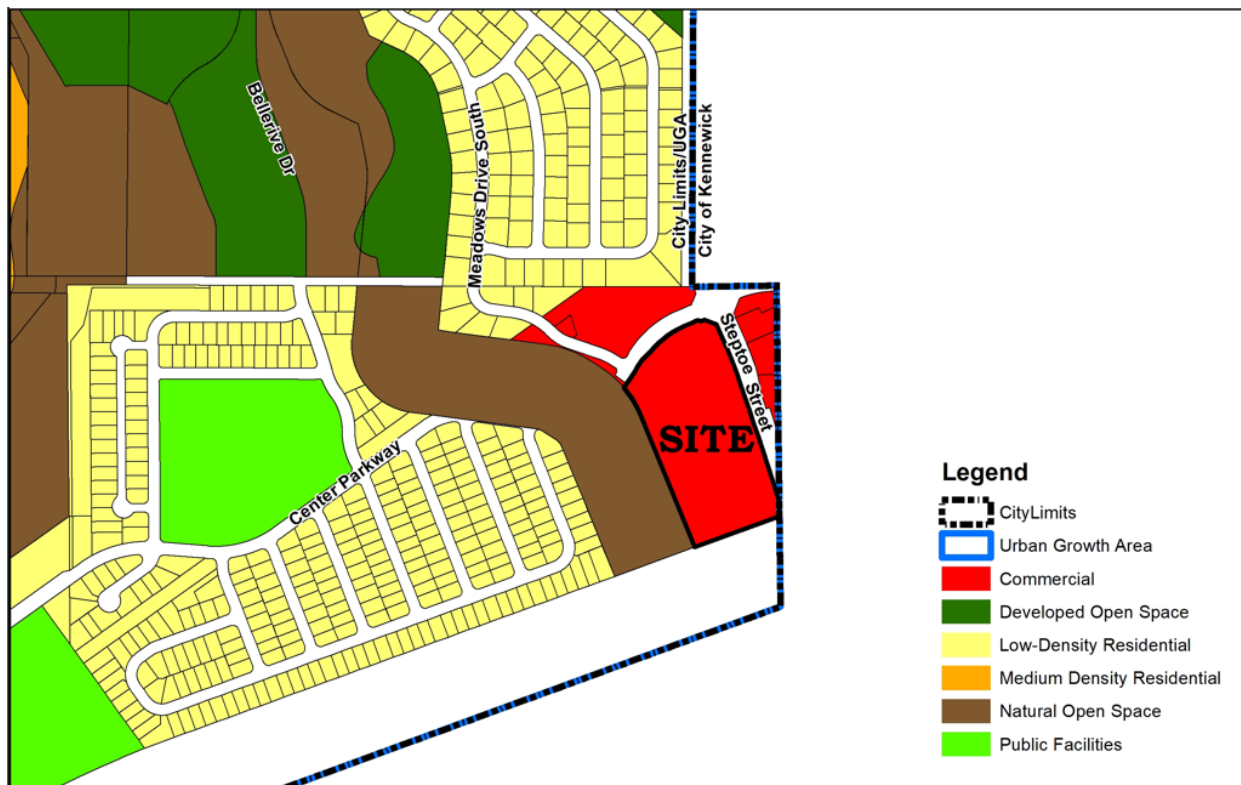 Bellerive Dr
Meadows Drive South
City Limits/UGA
City of Kennewick
Steptoe Street
SITE
Center Parkway
Legend
CityLimits
Urban Growth Area
Commercial
Developed Open Space
Low-Density Residential
Medium Density Residential
Natural Open Space
Public Facilities